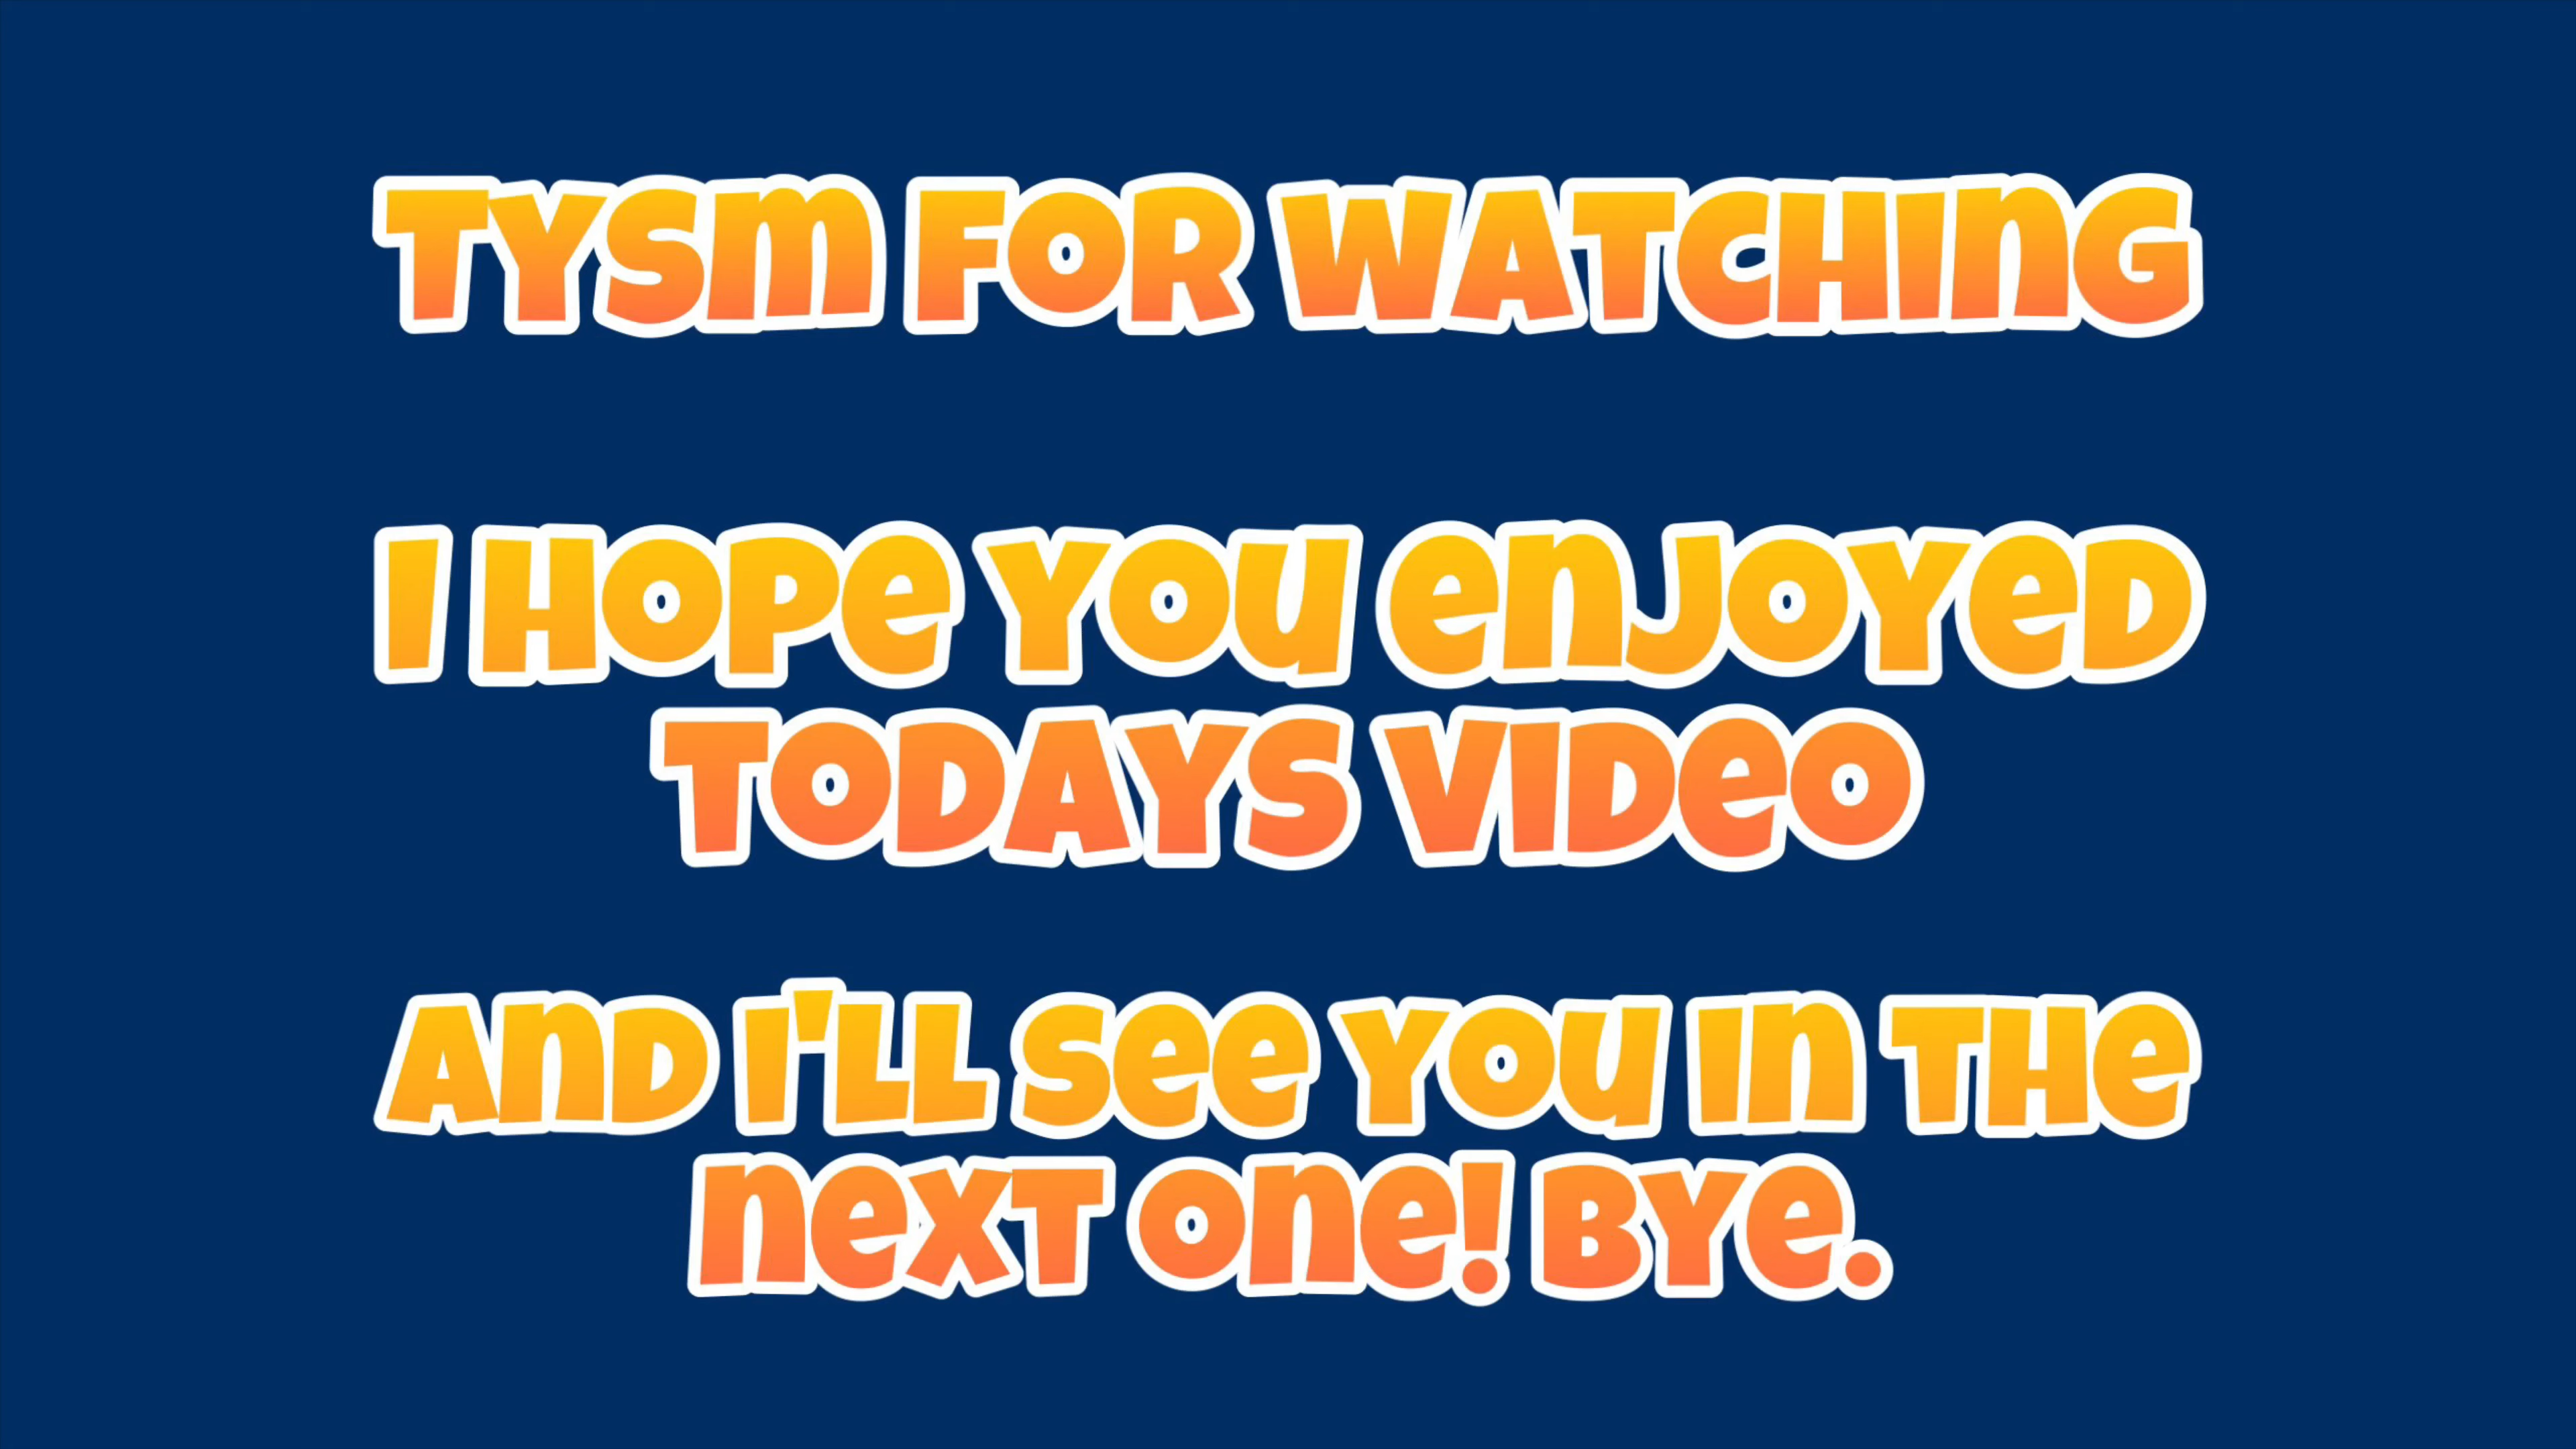 TYSM FOR WATCHING
I HOPE YOU ENJOYED
TODAYS VIDEO
AND I'LL SEE YOU IN THE
NEXT ONE! BYE.